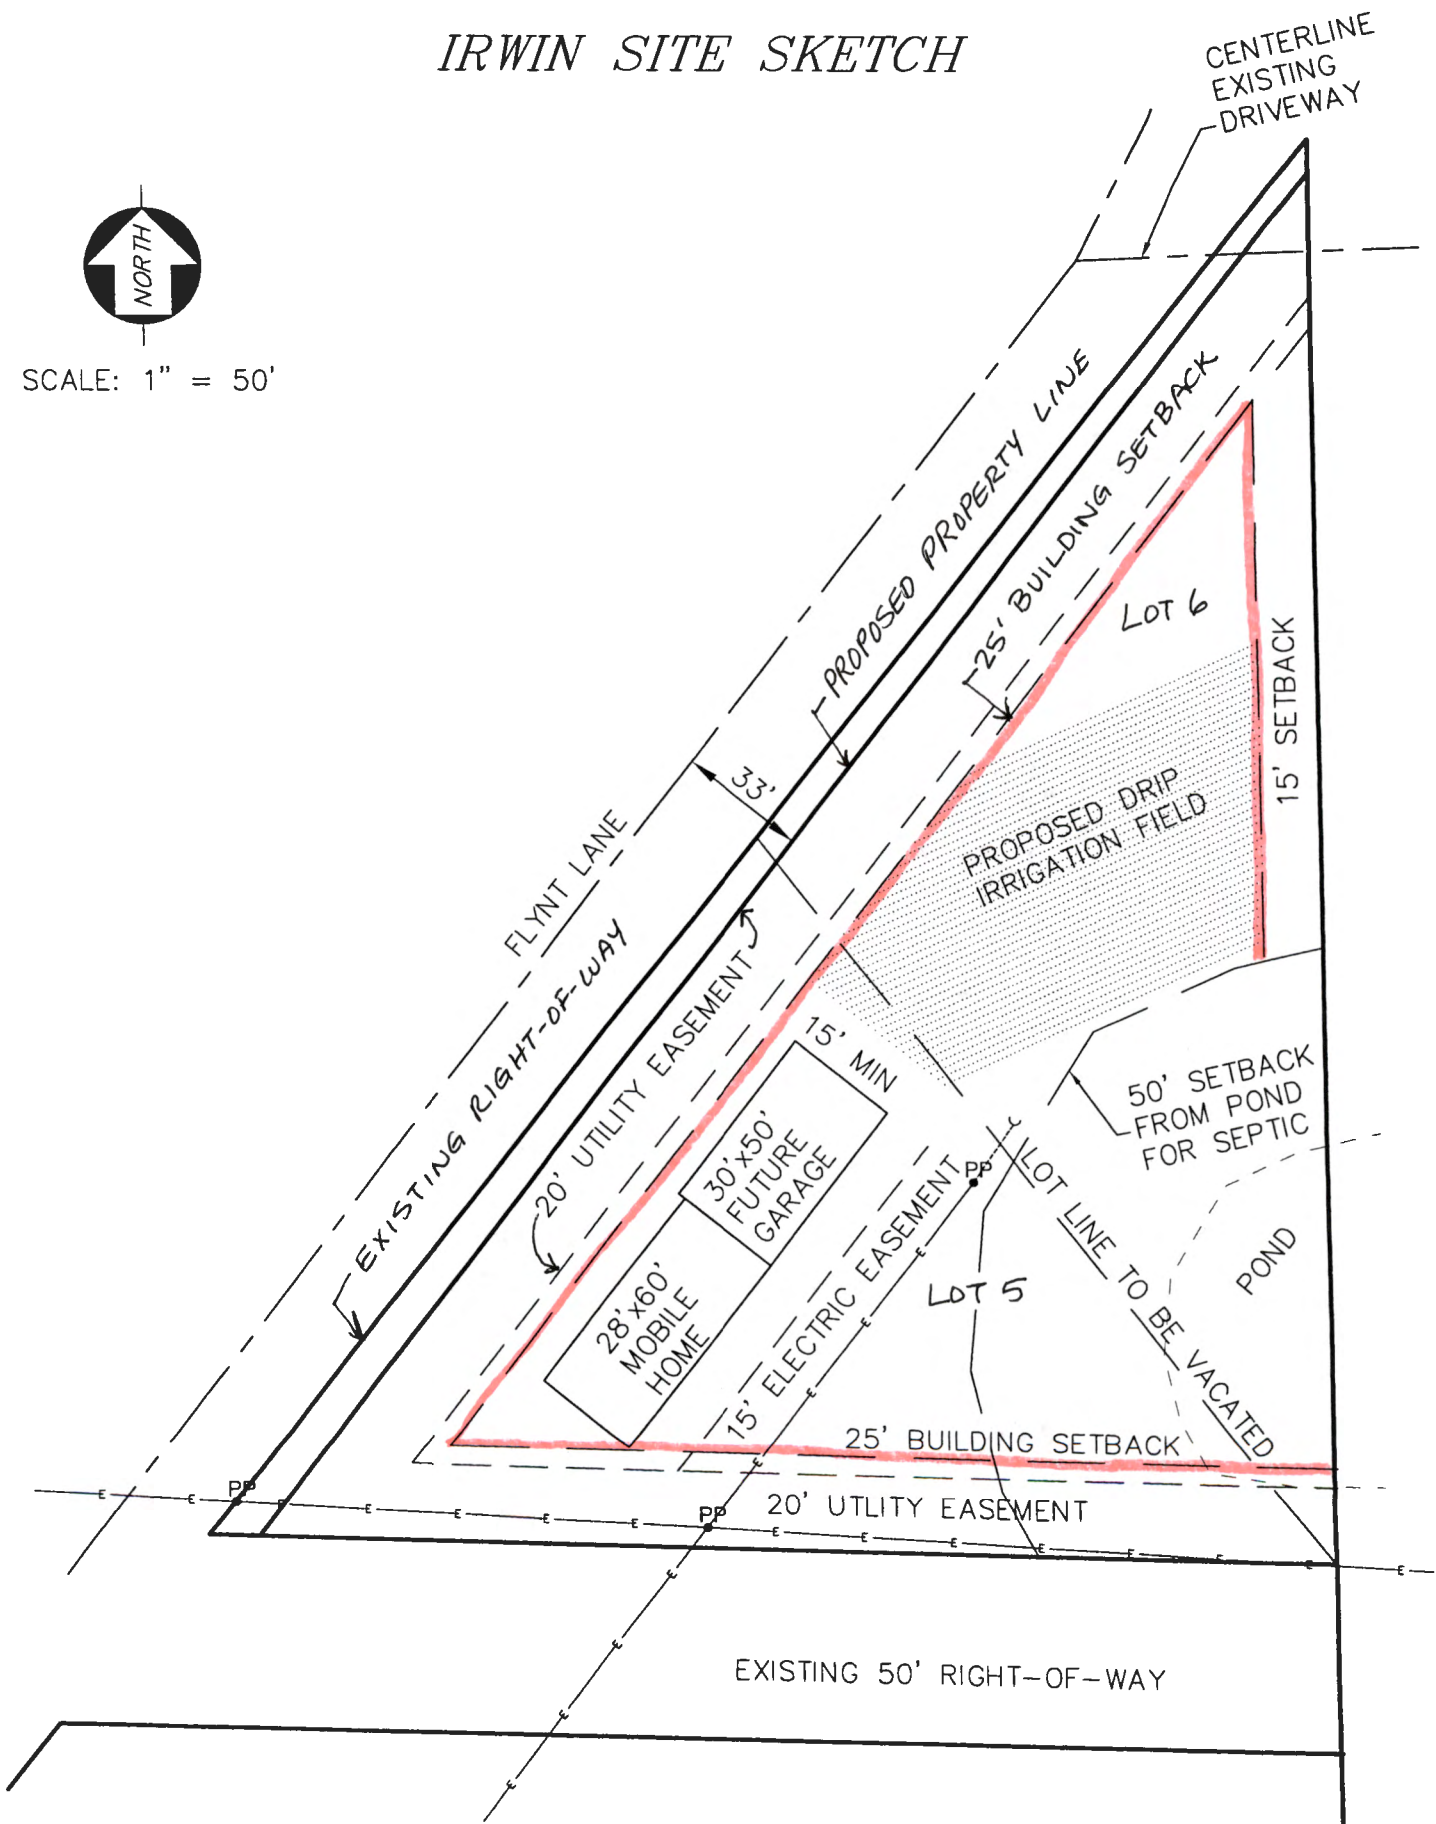 IRWIN SITE SKETCH
CENTERLINE
EXISTING
DRIVEWAY
NORTH
SCALE: 1" = 50'
PROPOSED PROPERTY LINE
25' BUILDING SETBACK
LOT 6
15' SETBACK
33'
FLYNT LANE
PROPOSED DRIP
IRRIGATION FIELD
EXISTING RIGHT-OF-WAY
20' UTILITY EASEMENT
15' MIN
50' SETBACK
FROM POND
FOR SEPTIC
30'x50'
FUTURE
GARAGE
PP
LOT LINE TO BE VACATED
POND
28'x60'
MOBILE
HOME
15' ELECTRIC EASEMENT
LOT 5
25' BUILDING SETBACK
PP
PP
20' UTLITY EASEMENT
E E E E E E E E E E E E E E E
E E E E
E E E E
EXISTING 50' RIGHT-OF-WAY